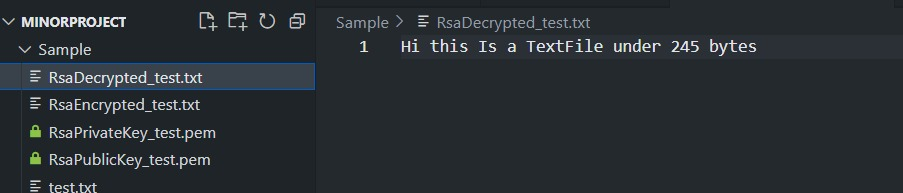 MINORPROJECT
Sample
RsaDecrypted_test.txt
RsaEncrypted_test.txt
RsaPrivateKey_test.pem
RsaPublicKey_test.pem
test.txt
Sample > RsaDecrypted_test.txt
1 Hi this Is a TextFile under 245 bytes